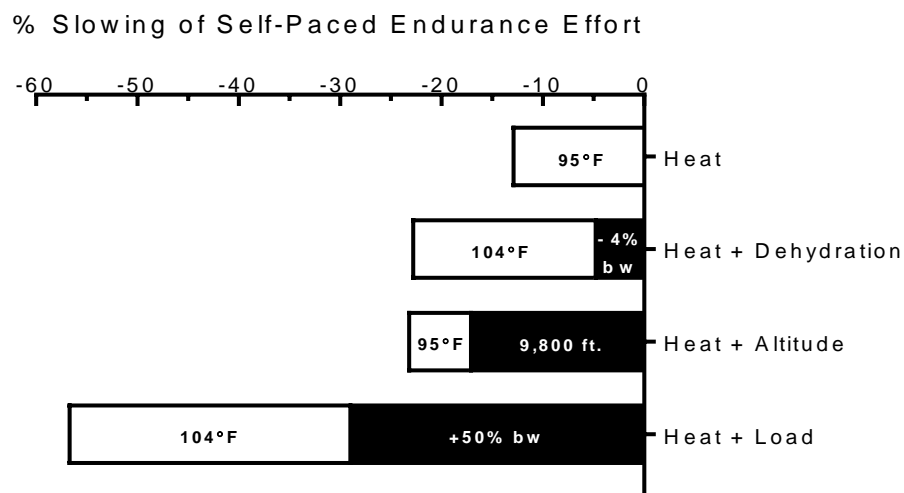 % Slowing of Self-Paced Endurance Effort
-60 -50 -40 -30 -20 -10 0
95°F Heat
104°F - 4% bw Heat + Dehydration
95°F 9,800 ft. Heat + Altitude
104°F +50% bw Heat + Load